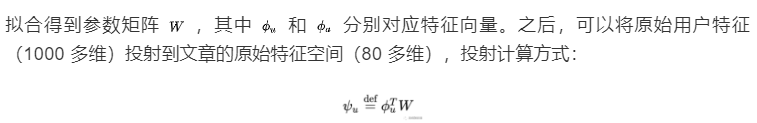 拟合得到参数矩阵 W ，其中 ϕᵤ 和 ϕₐ 分别对应特征向量。之后，可以将原始用户特征
（1000 多维）投射到文章的原始特征空间（80 多维），投射计算方式：
ψᵤ def= ϕᵤᵀW